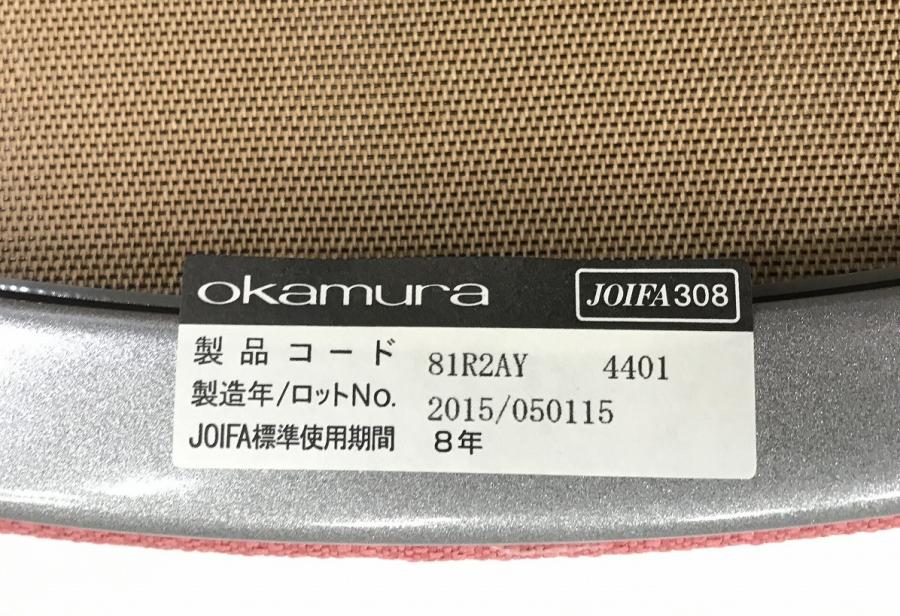 okamura JOIFA308
製品コード 81R2AY 4401
製造年/ロットNo. 2015/050115
JOIFA標準使用期間 8年